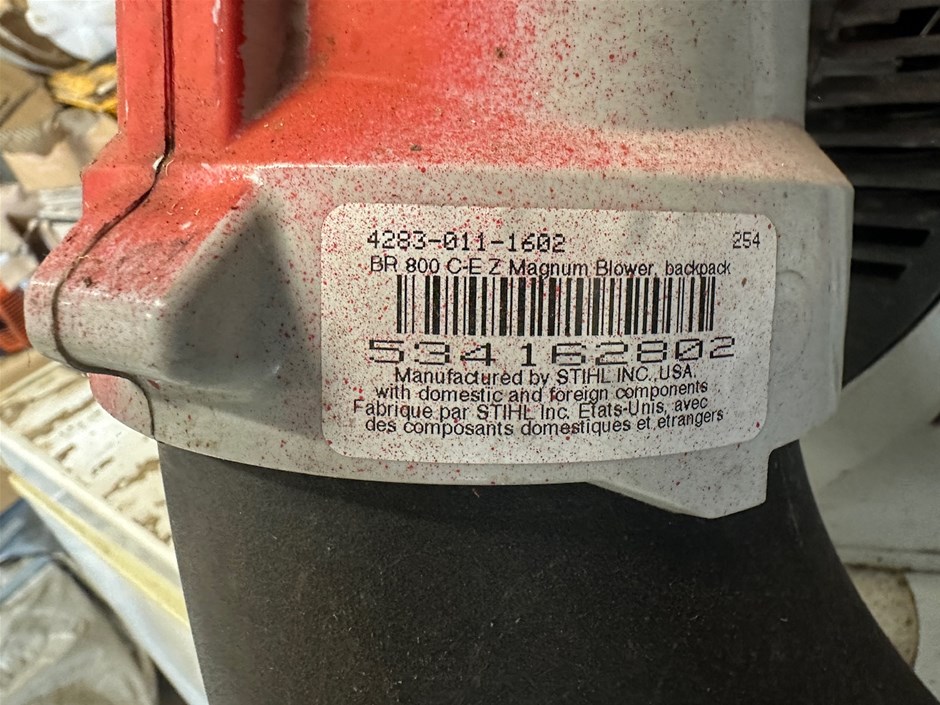 4283-011-1602 254
BR 800 C-E Z Magnum Blower, backpack
534162802
Manufactured by STIHL INC. USA.
with domestic and foreign components
Fabrique par STIHL Inc. Etats-Unis, avec
des composants domestiques et etrangers